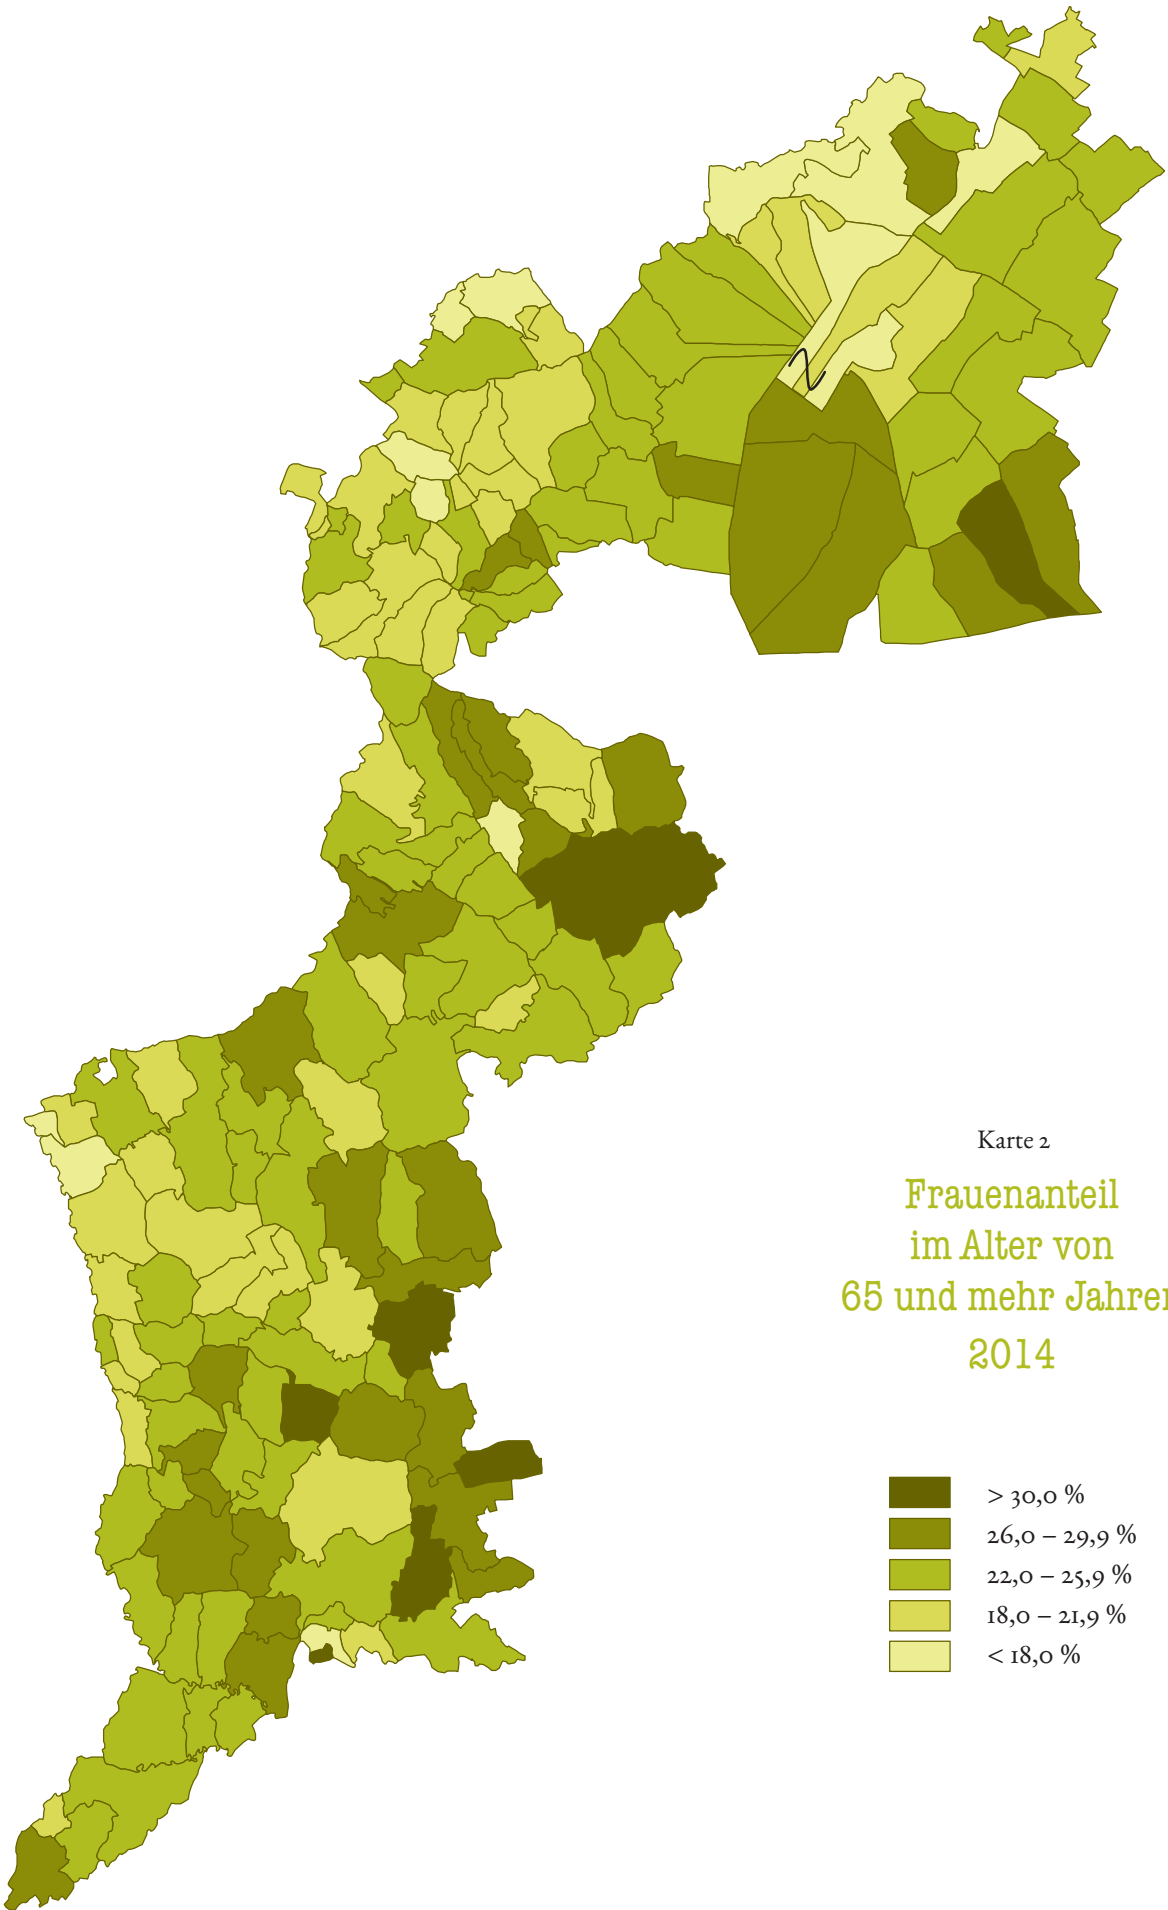 Karte 2
Frauenanteil
im Alter von
65 und mehr Jahren
2014
> 30,0 %
26,0 – 29,9 %
22,0 – 25,9 %
18,0 – 21,9 %
< 18,0 %